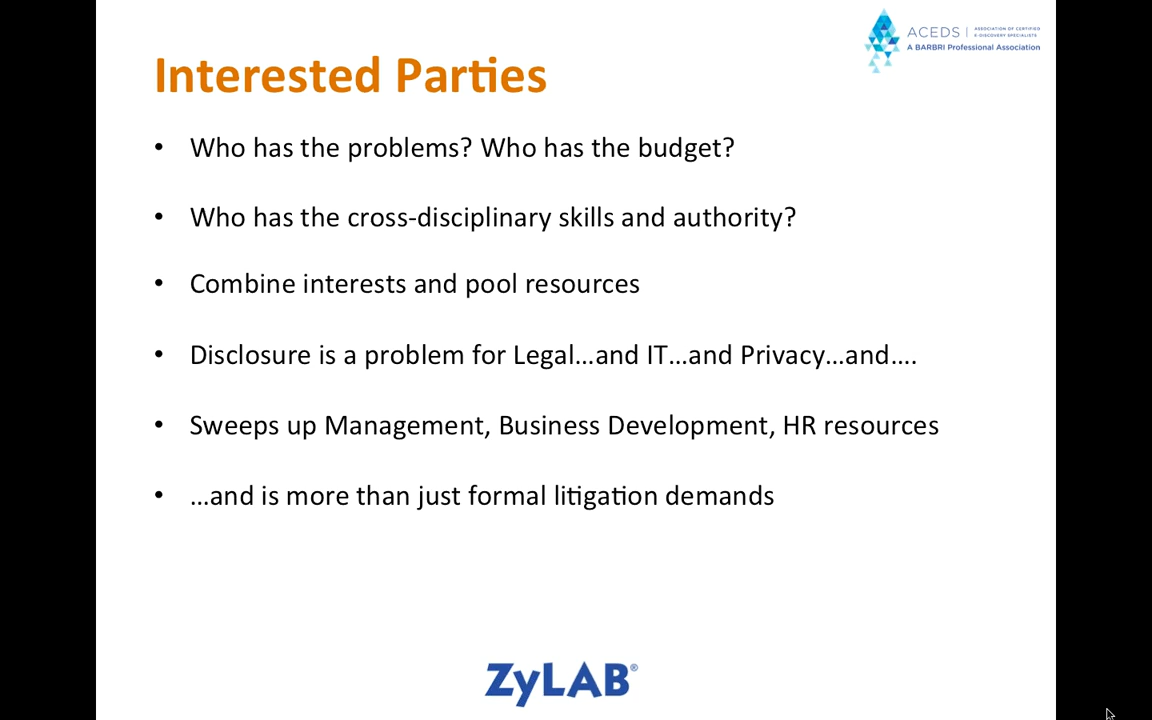 ACEDS | ASSOCIATION OF CERTIFIED
E-DISCOVERY SPECIALISTS
A BARBRI Professional Association
Interested Parties
• Who has the problems? Who has the budget?
• Who has the cross-disciplinary skills and authority?
• Combine interests and pool resources
• Disclosure is a problem for Legal...and IT...and Privacy...and....
• Sweeps up Management, Business Development, HR resources
• ...and is more than just formal litigation demands
ZyLAB®